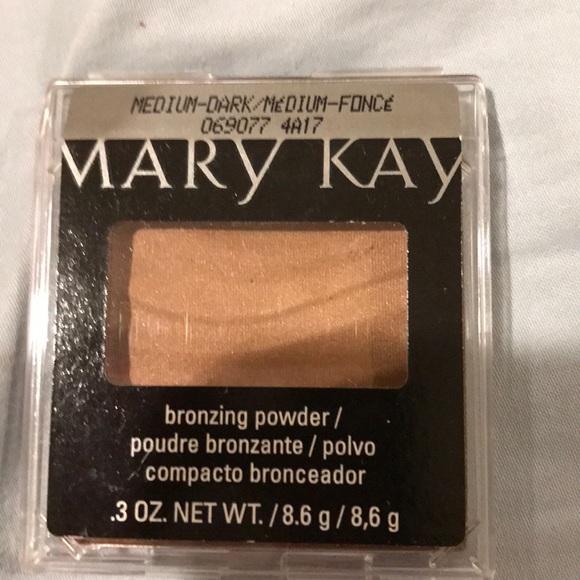 MEDIUM-DARK/MÉDIUM-FONCÉ
069077 4A17
MARY KAY
bronzing powder /
poudre bronzante / polvo
compacto bronceador
.3 OZ. NET WT. / 8.6 g / 8,6 g